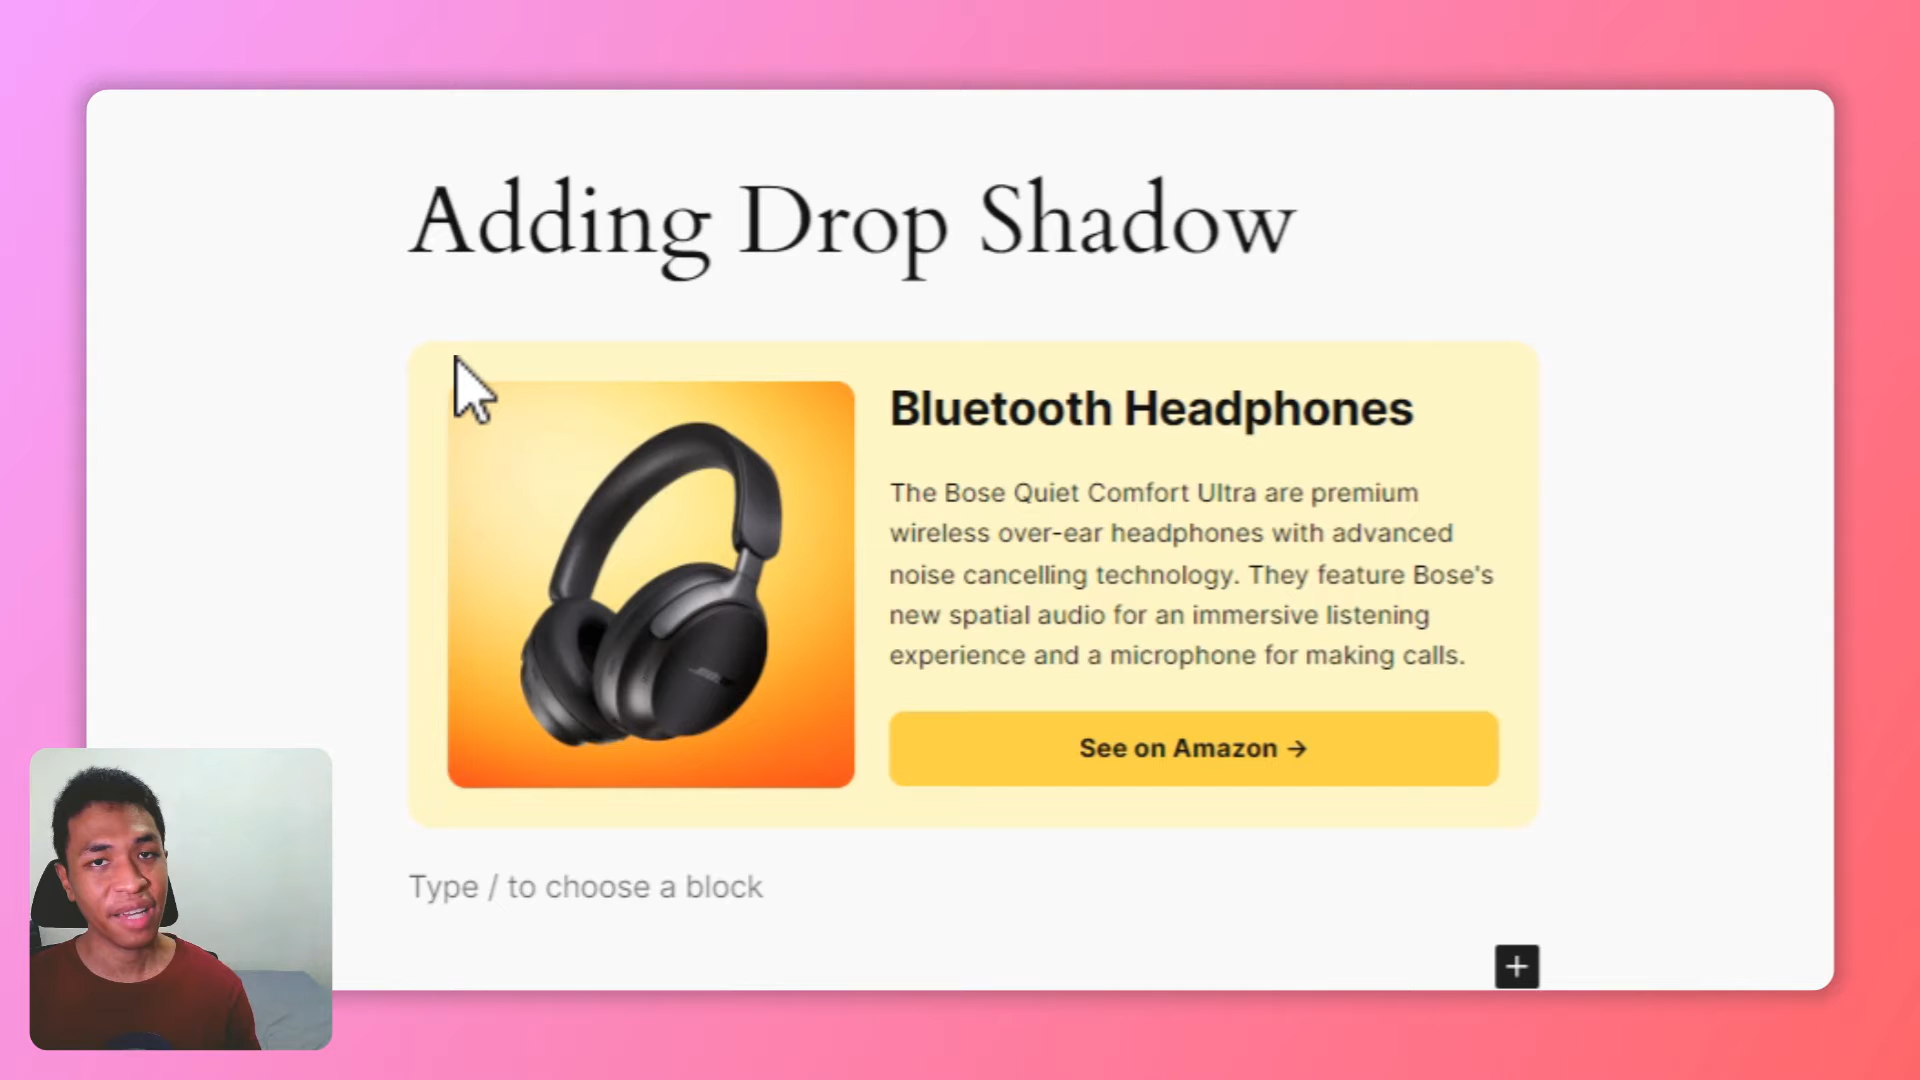 Adding Drop Shadow
Bluetooth Headphones
The Bose Quiet Comfort Ultra are premium
wireless over-ear headphones with advanced
noise cancelling technology. They feature Bose's
new spatial audio for an immersive listening
experience and a microphone for making calls.
See on Amazon →
Type / to choose a block